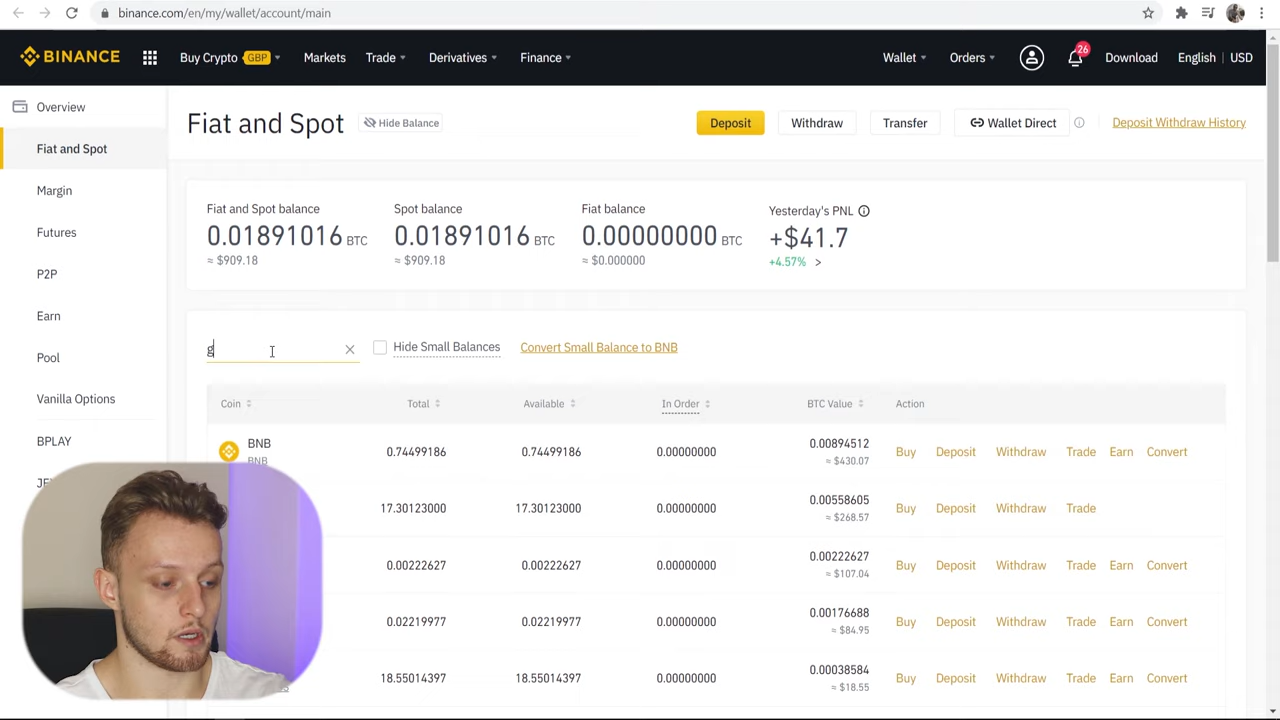 binance.com/en/my/wallet/account/main
BINANCE Buy Crypto GBP Markets Trade Derivatives Finance Wallet Orders 26 Download English | USD
Overview
Fiat and Spot
Margin
Futures
P2P
Earn
Pool
Vanilla Options
BPLAY
Fiat and Spot Hide Balance Deposit Withdraw Transfer Wallet Direct Deposit Withdraw History
Fiat and Spot balance Spot balance Fiat balance Yesterday's PNL
0.01891016 BTC 0.01891016 BTC 0.00000000 BTC +$41.7
≈ $909.18 ≈ $909.18 ≈ $0.000000 +4.57% >
g Hide Small Balances Convert Small Balance to BNB
Coin Total Available In Order BTC Value Action
BNB 0.74499186 0.74499186 0.00000000 0.00894512 Buy Deposit Withdraw Trade Earn Convert
BNB ≈ $430.07
17.30123000 17.30123000 0.00000000 0.00558605 Buy Deposit Withdraw Trade
≈ $268.57
0.00222627 0.00222627 0.00000000 0.00222627 Buy Deposit Withdraw Trade Earn Convert
≈ $107.04
0.02219977 0.02219977 0.00000000 0.00176688 Buy Deposit Withdraw Trade Earn Convert
≈ $84.95
18.55014397 18.55014397 0.00000000 0.00038584 Buy Deposit Withdraw Trade Earn Convert
≈ $18.55